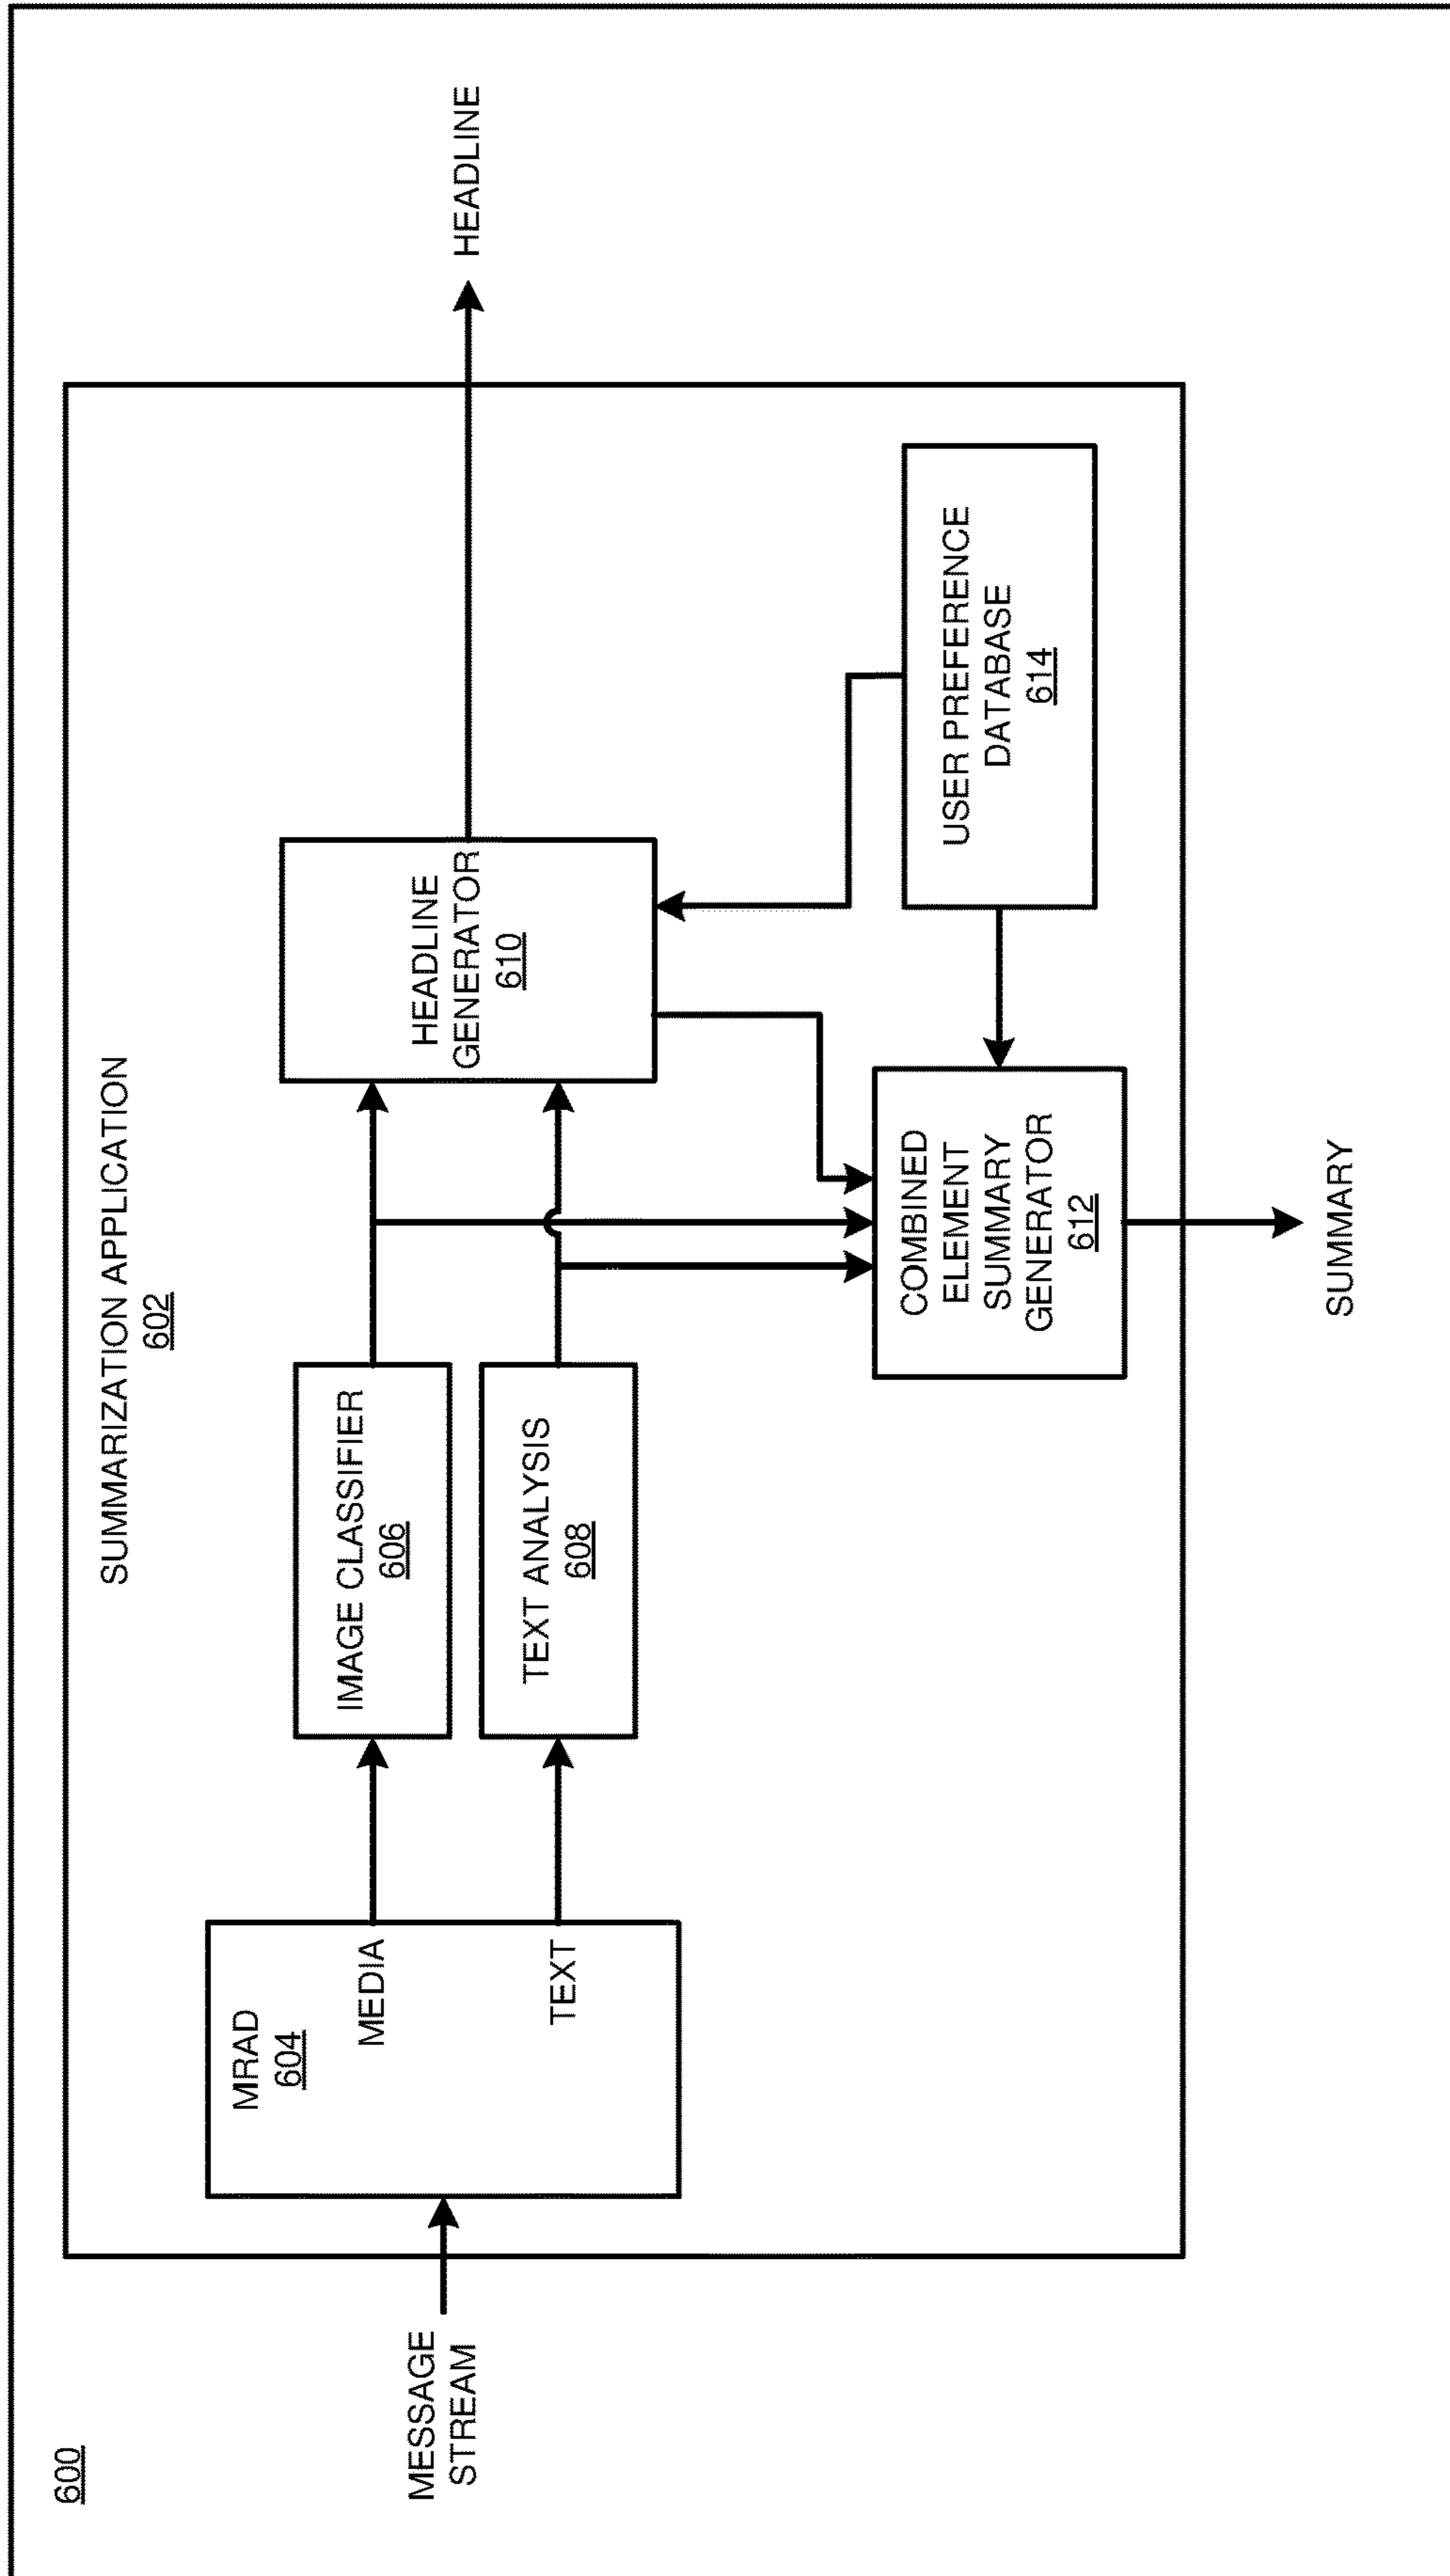 600
SUMMARIZATION APPLICATION
602
MESSAGE
STREAM
MRAD
604
MEDIA
TEXT
IMAGE CLASSIFIER
606
TEXT ANALYSIS
608
HEADLINE
GENERATOR
610
HEADLINE
COMBINED
ELEMENT
SUMMARY
GENERATOR
612
USER PREFERENCE
DATABASE
614
SUMMARY